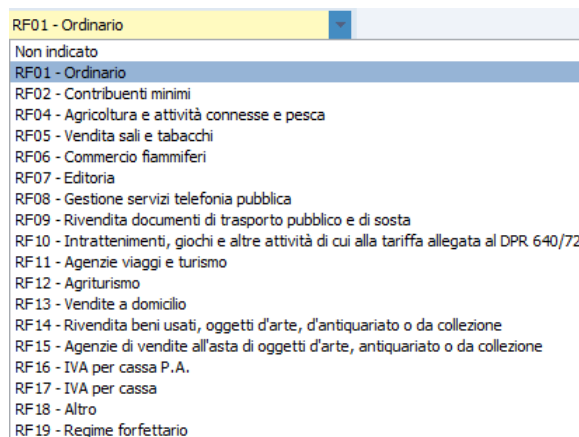 RF01 - Ordinario
Non indicato
RF01 - Ordinario
RF02 - Contribuenti minimi
RF04 - Agricoltura e attività connesse e pesca
RF05 - Vendita sali e tabacchi
RF06 - Commercio fiammiferi
RF07 - Editoria
RF08 - Gestione servizi telefonia pubblica
RF09 - Rivendita documenti di trasporto pubblico e di sosta
RF10 - Intrattenimenti, giochi e altre attività di cui alla tariffa allegata al DPR 640/72
RF11 - Agenzie viaggi e turismo
RF12 - Agriturismo
RF13 - Vendite a domicilio
RF14 - Rivendita beni usati, oggetti d'arte, d'antiquariato o da collezione
RF15 - Agenzie di vendite all'asta di oggetti d'arte, antiquariato o da collezione
RF16 - IVA per cassa P.A.
RF17 - IVA per cassa
RF18 - Altro
RF19 - Regime forfettario